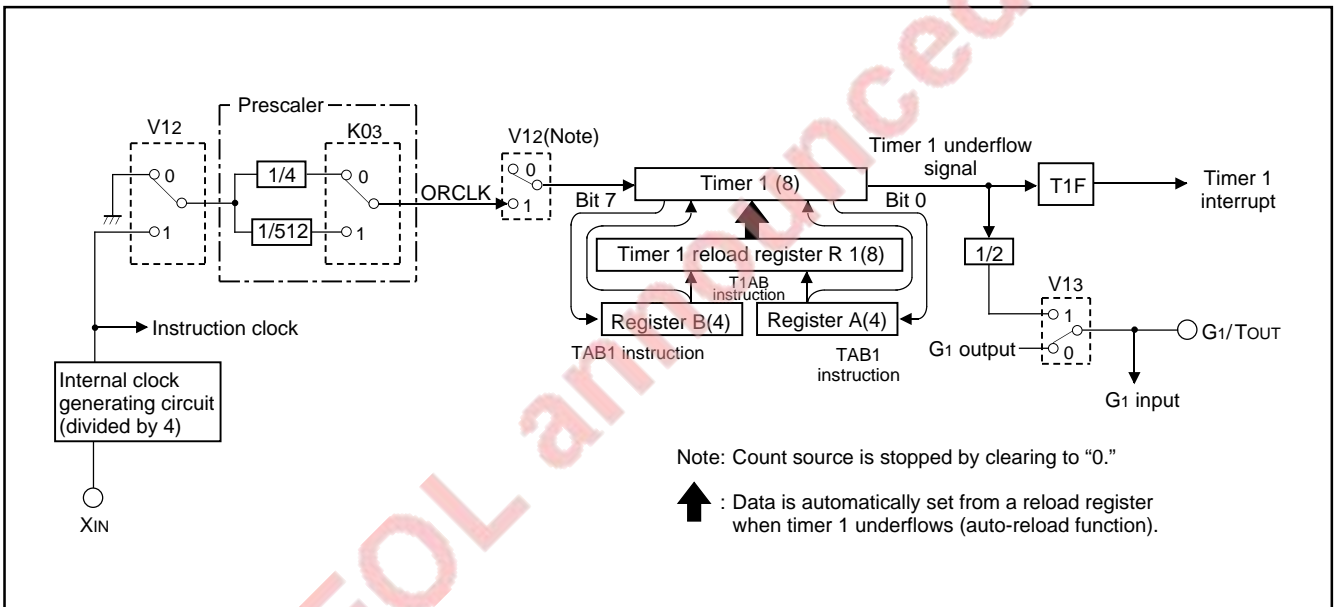 Prescaler
V12
K03
V12(Note)
0
1
1/4
1/512
0
1
ORCLK
0
1
Timer 1 (8)
Bit 7
Bit 0
Timer 1 underflow
signal
T1F
Timer 1
interrupt
Timer 1 reload register R 1(8)
T1AB
instruction
Register B(4)
Register A(4)
TAB1 instruction
TAB1
instruction
1/2
V13
1
0
G1 output
G1/TOUT
G1 input
Instruction clock
Internal clock
generating circuit
(divided by 4)
XIN
Note: Count source is stopped by clearing to “0.”
: Data is automatically set from a reload register
when timer 1 underflows (auto-reload function).
EOL announced